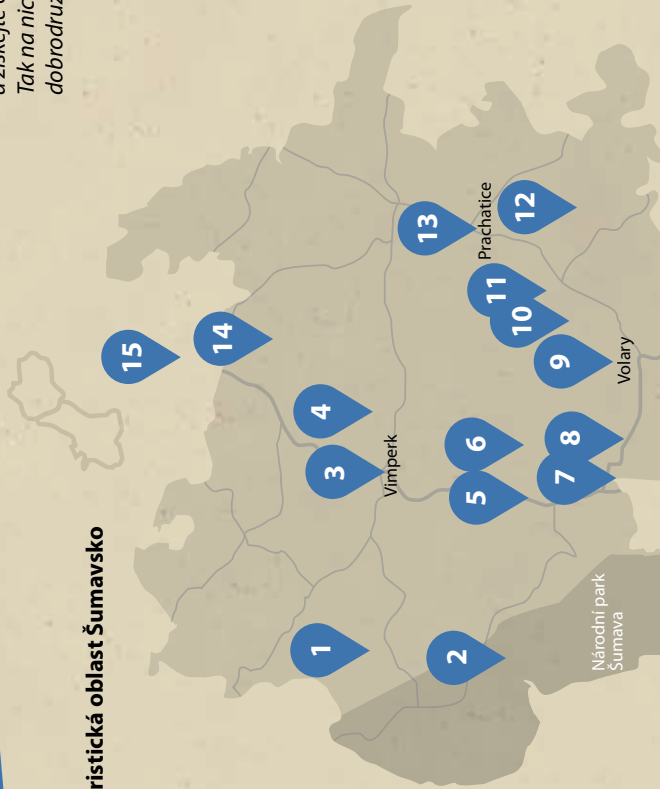 a získejte
Tak na nic
dobrodruž
ristická oblast Šumavsko
1
2
3
4
5
6
7
8
9
10
11
12
13
14
15
Vimperk
Prachatice
Volary
Národní park
Šumava